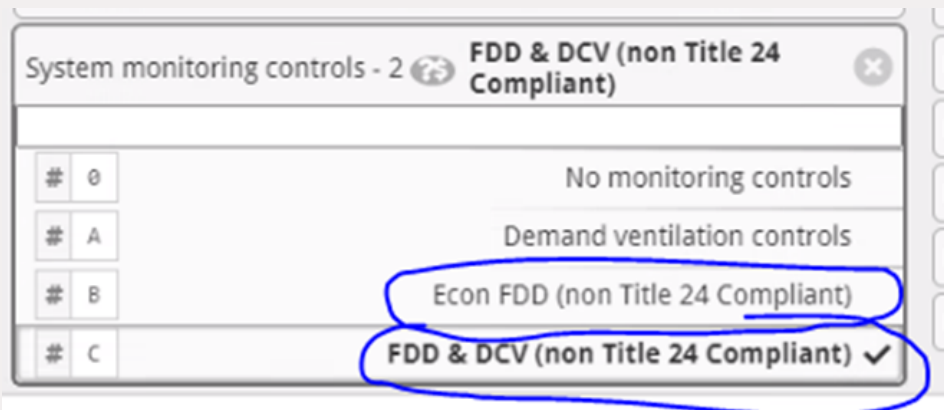 System monitoring controls - 2 ?s FDD & DCV (non Title 24
Compliant)
# 0 No monitoring controls
# A Demand ventilation controls
# B Econ FDD (non Title 24 Compliant)
# C FDD & DCV (non Title 24 Compliant)